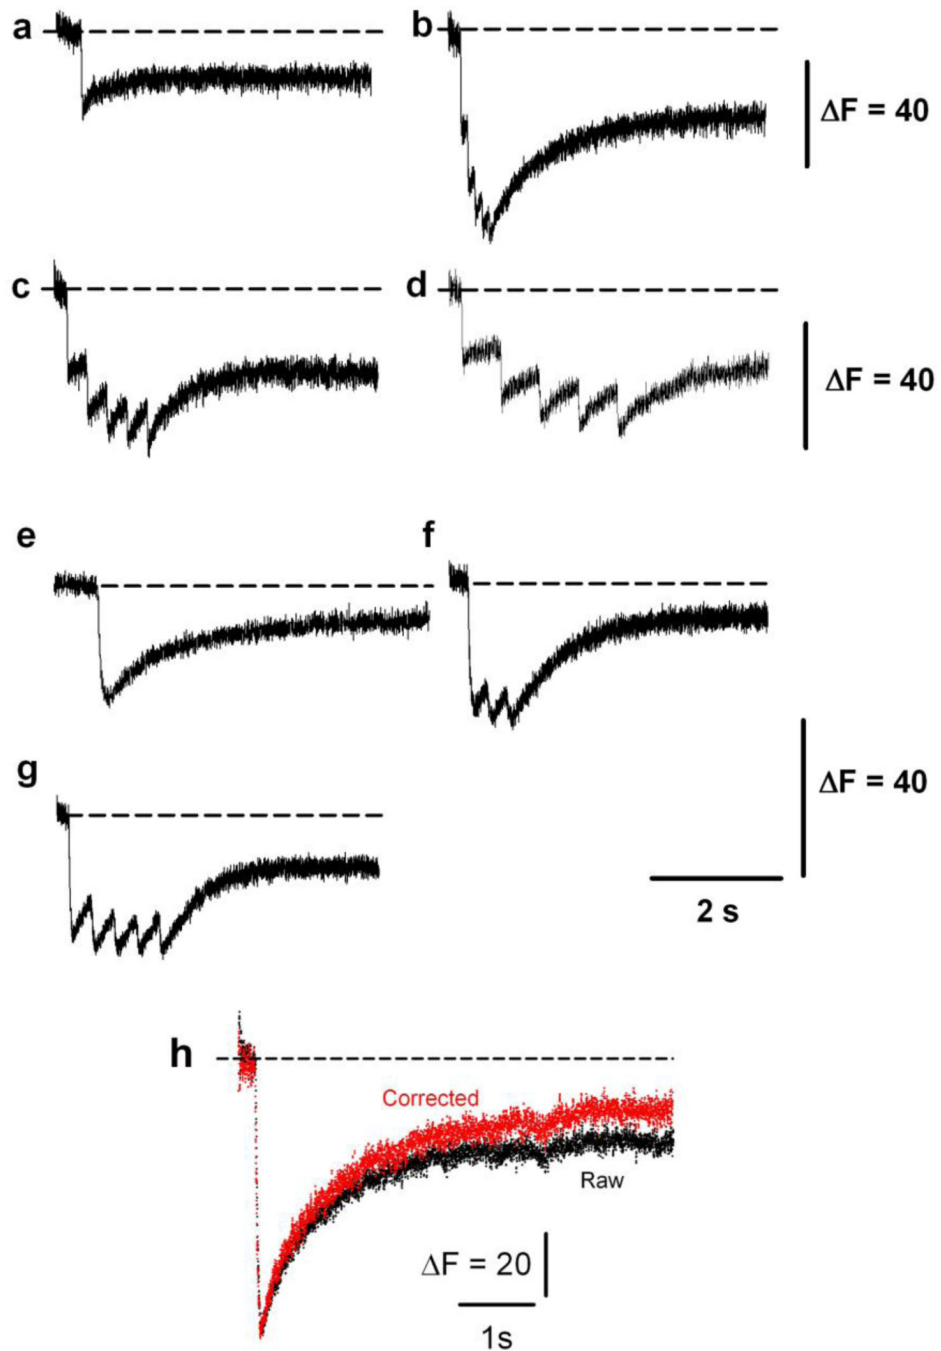 a
b
ΔF = 40
c
d
ΔF = 40
e
f
g
ΔF = 40
2 s
h
Corrected
Raw
ΔF = 20
1s